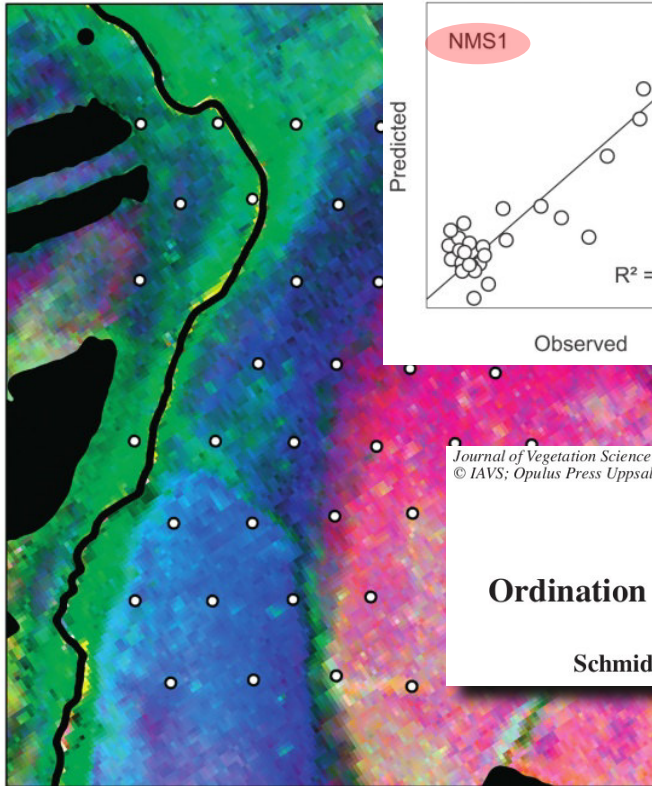 NMS1
Predicted
R² =
Observed
Journal of Vegetation Science
© IAVS; Opulus Press Uppsal
Ordination
Schmid